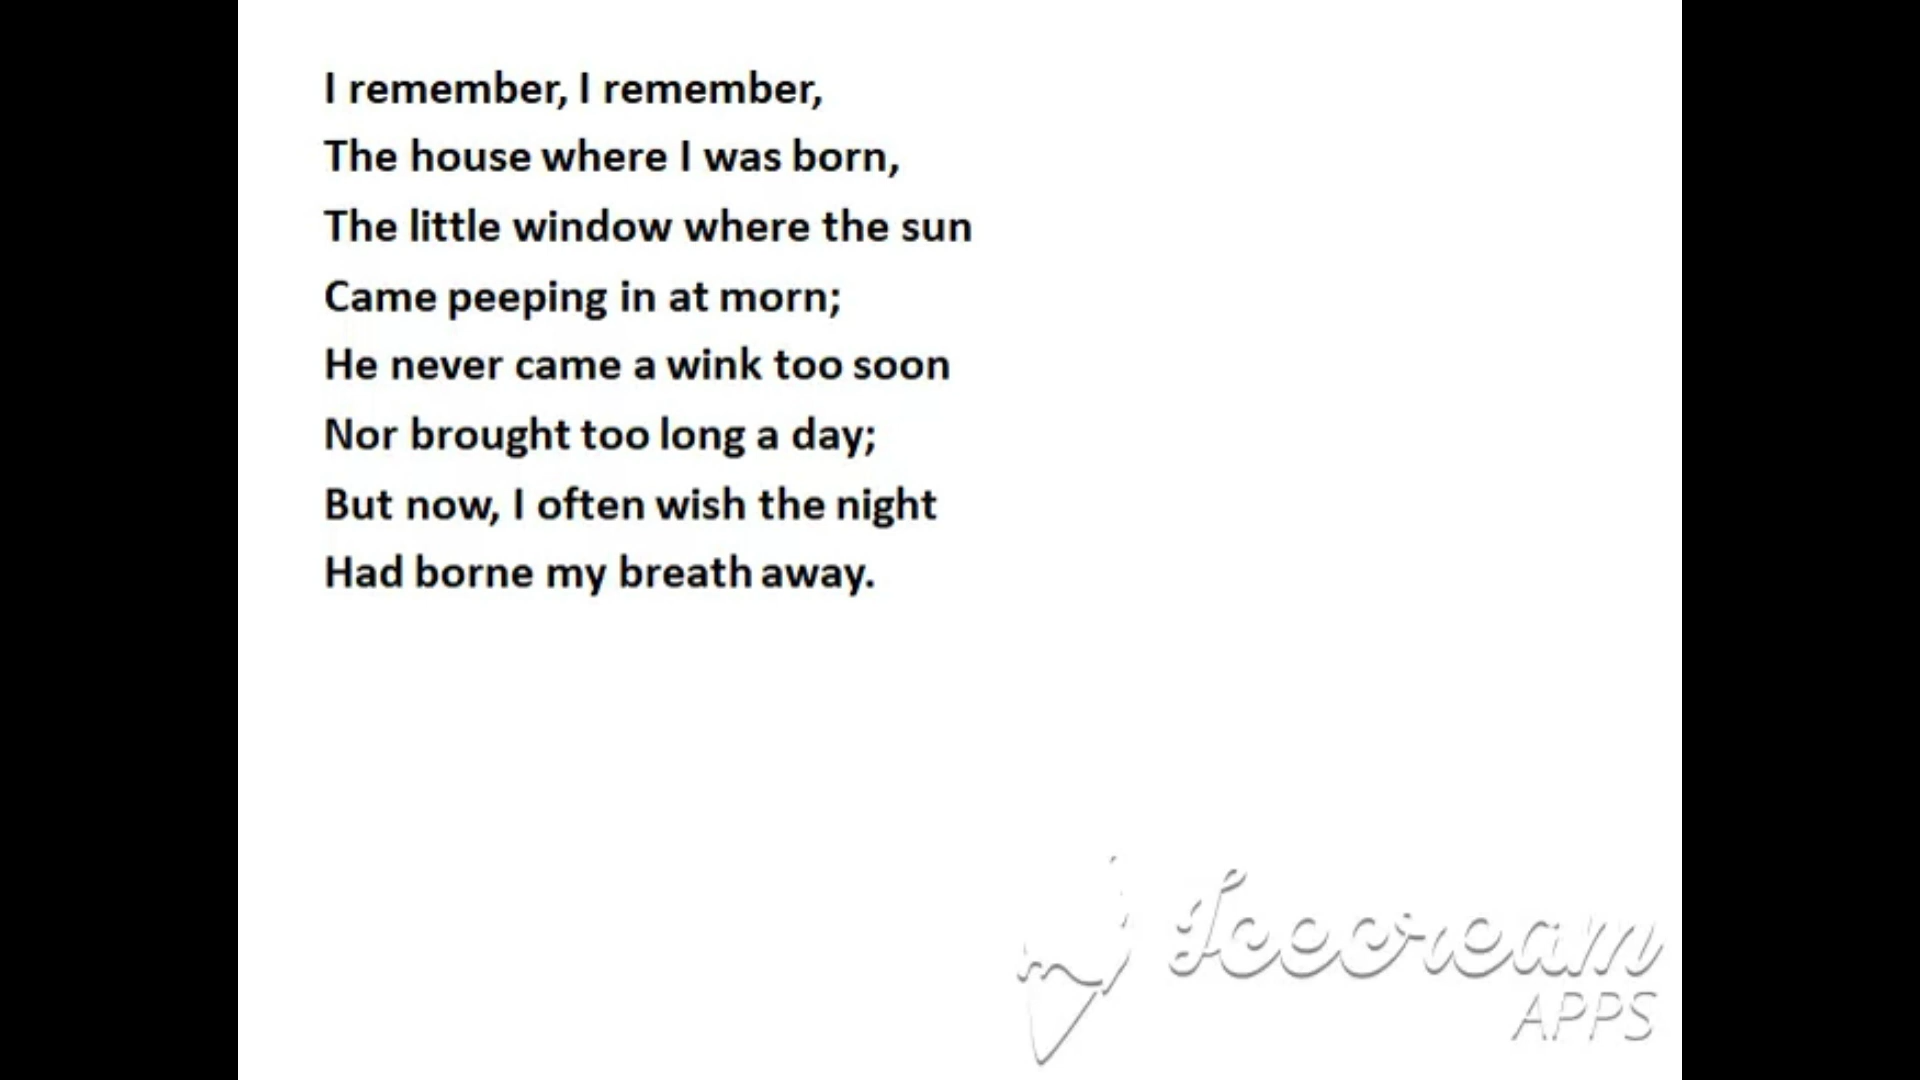 I remember, I remember,
The house where I was born,
The little window where the sun
Came peeping in at morn;
He never came a wink too soon
Nor brought too long a day;
But now, I often wish the night
Had borne my breath away.
Icecream
APPS